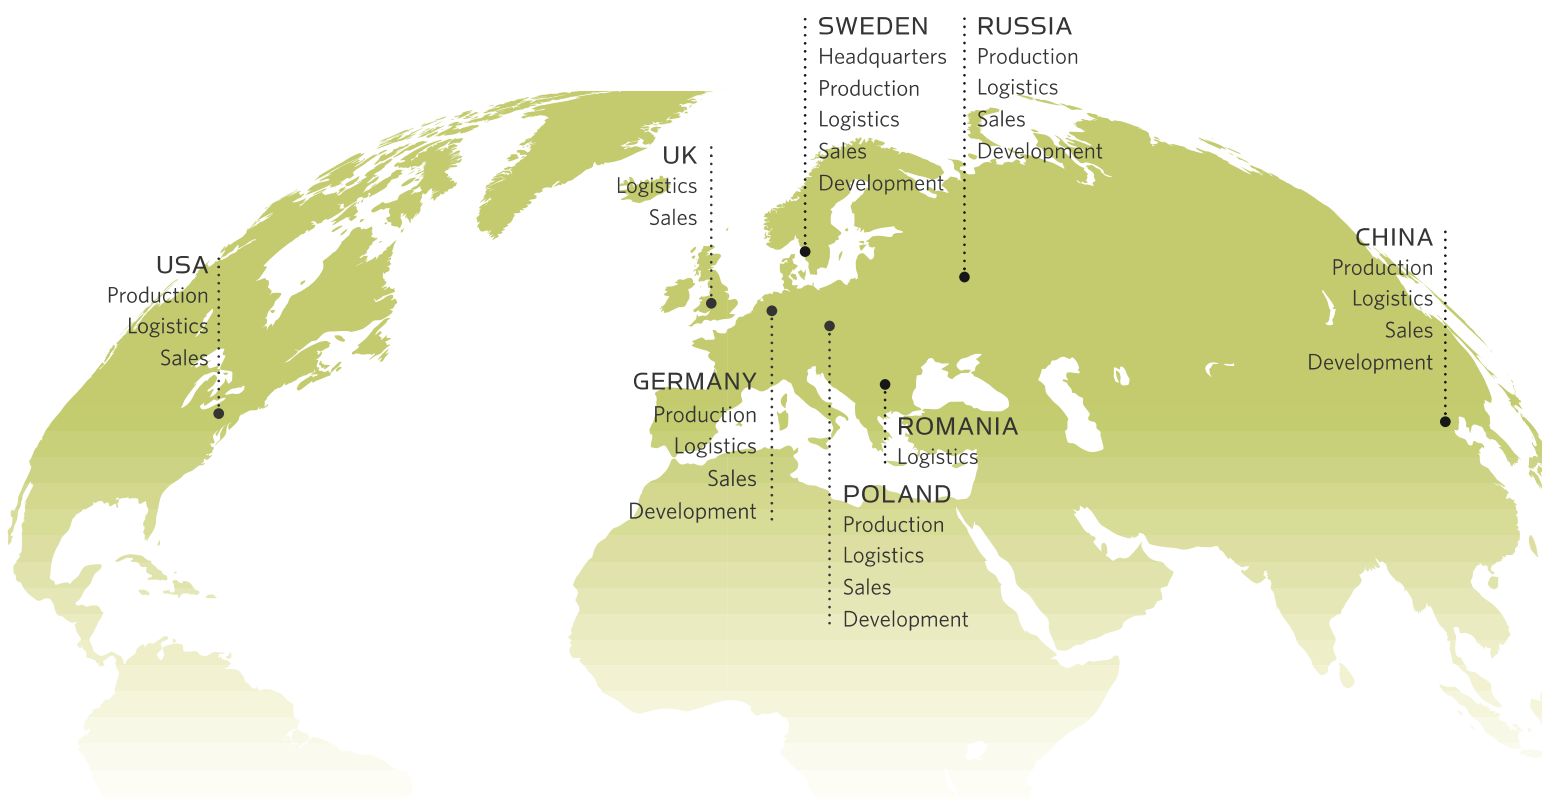 SWEDEN
Headquarters
Production
Logistics
Sales
Development
RUSSIA
Production
Logistics
Sales
Development
UK
Logistics
Sales
CHINA
Production
Logistics
Sales
Development
USA
Production
Logistics
Sales
GERMANY
Production
Logistics
Sales
Development
ROMANIA
Logistics
POLAND
Production
Logistics
Sales
Development